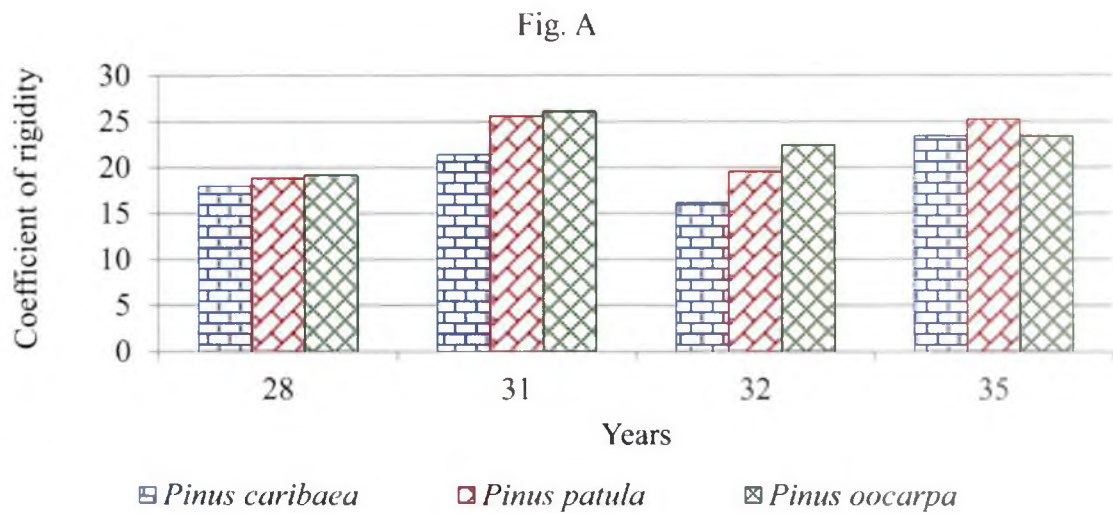 Fig. A
Coefficient of rigidity
30
25
20
15
10
5
0
28 31 32 35
Years
Pinus caribaea Pinus patula Pinus oocarpa